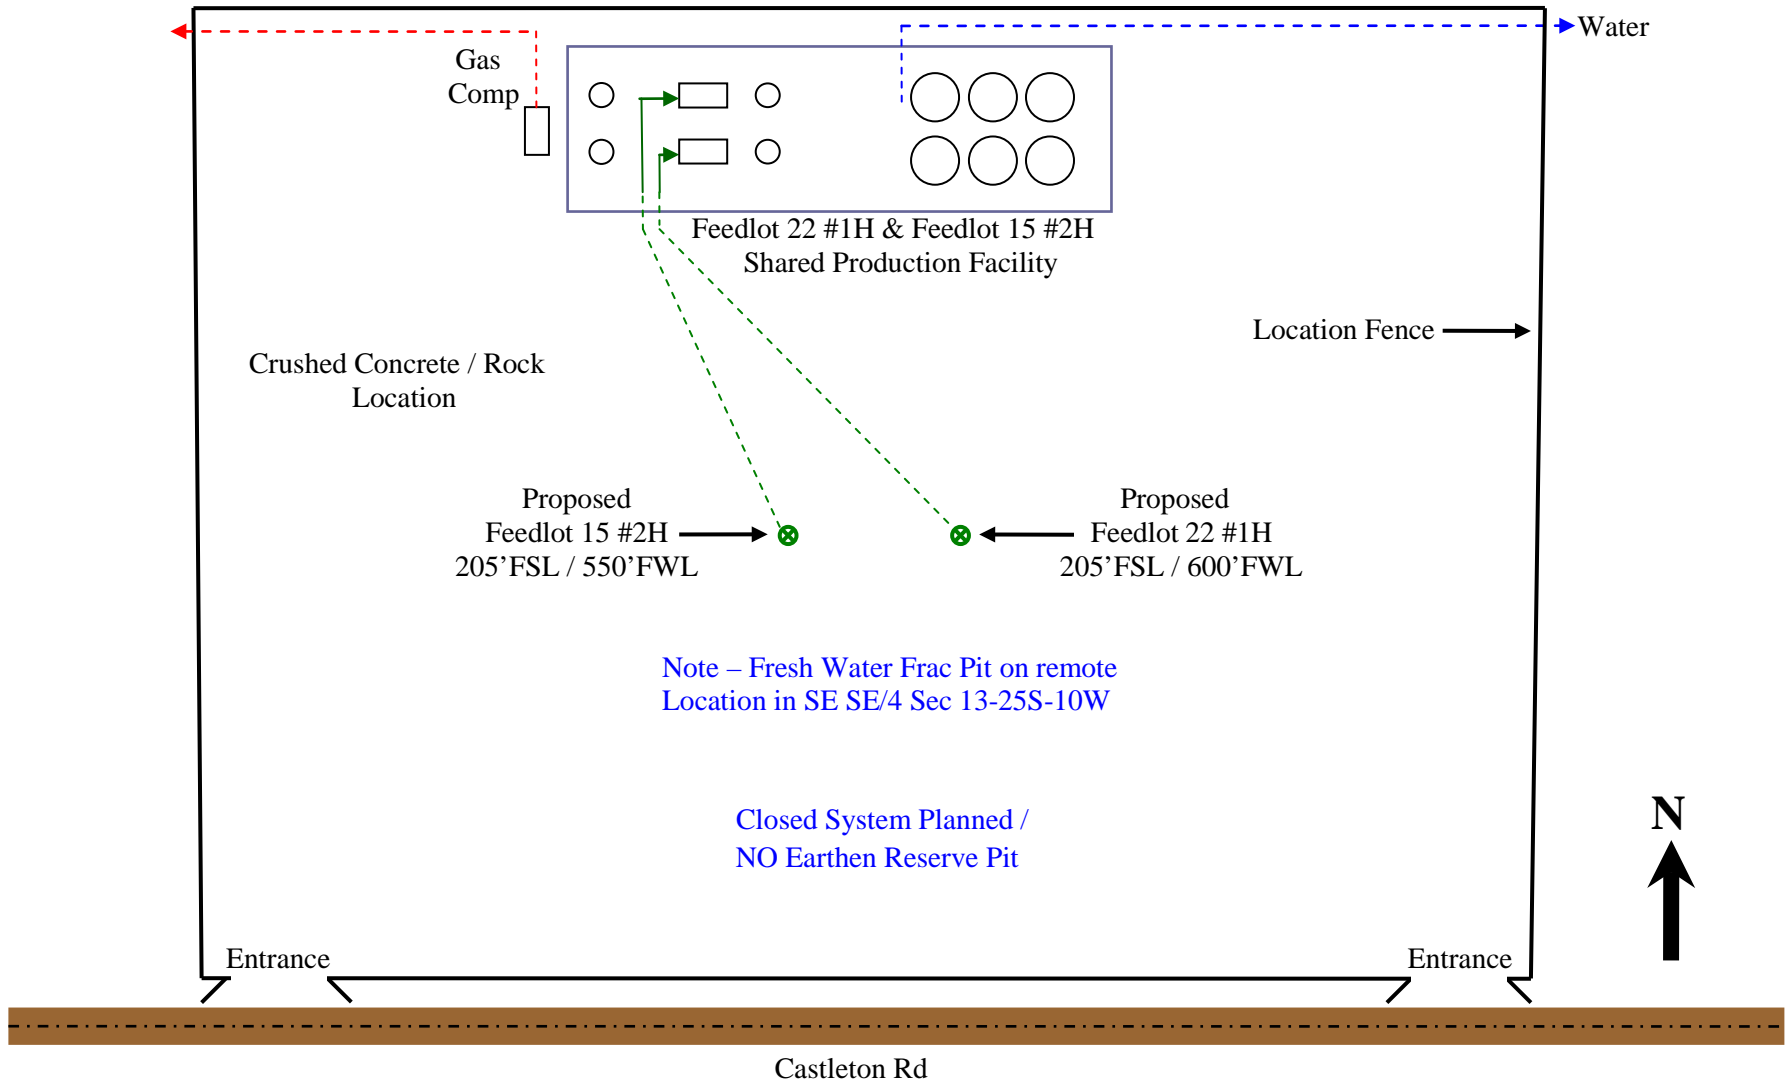 Water
Gas
Comp
Feedlot 22 #1H & Feedlot 15 #2H
Shared Production Facility
Location Fence
Crushed Concrete / Rock
Location
Proposed
Feedlot 15 #2H
205’FSL / 550’FWL
Proposed
Feedlot 22 #1H
205’FSL / 600’FWL
Note – Fresh Water Frac Pit on remote
Location in SE SE/4 Sec 13-25S-10W
Closed System Planned /
NO Earthen Reserve Pit
N
Entrance
Entrance
Castleton Rd